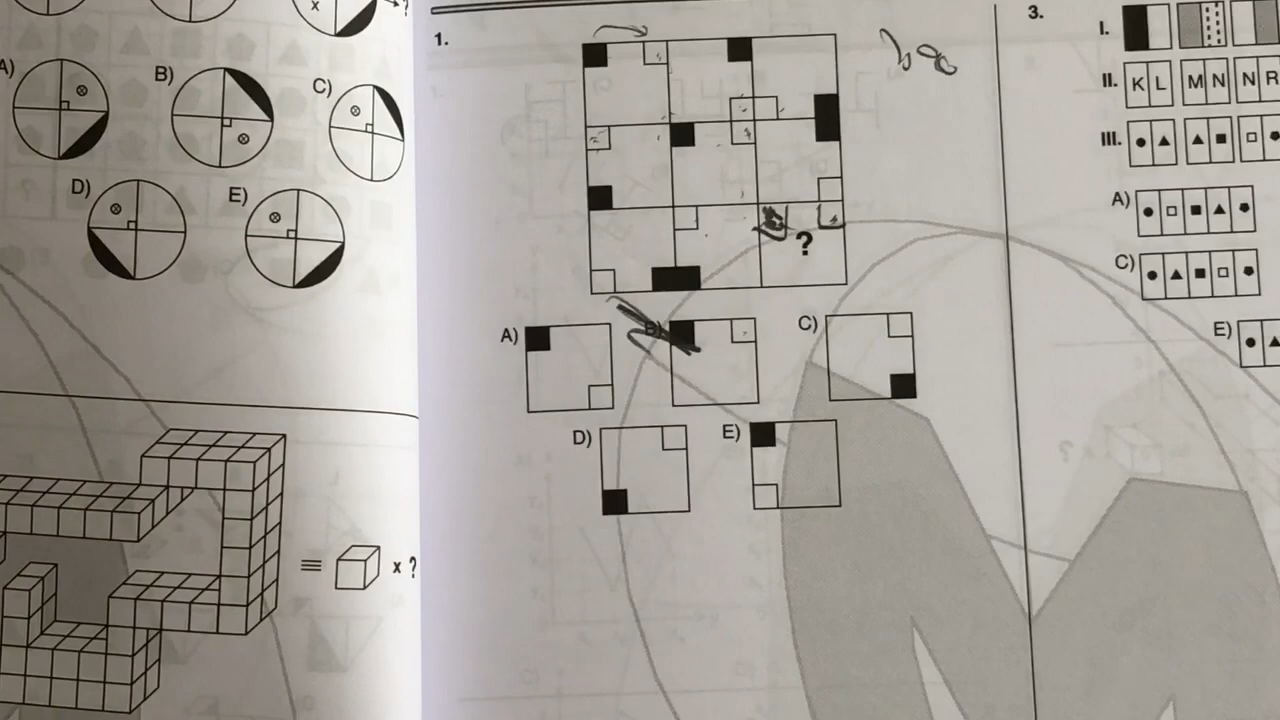 x
?
A)
B)
C)
D)
E)
≡ x ?
1.
?
A)
B)
C)
D)
E)
3.
I.
II. K L M N N R
III.
A)
C)
E)